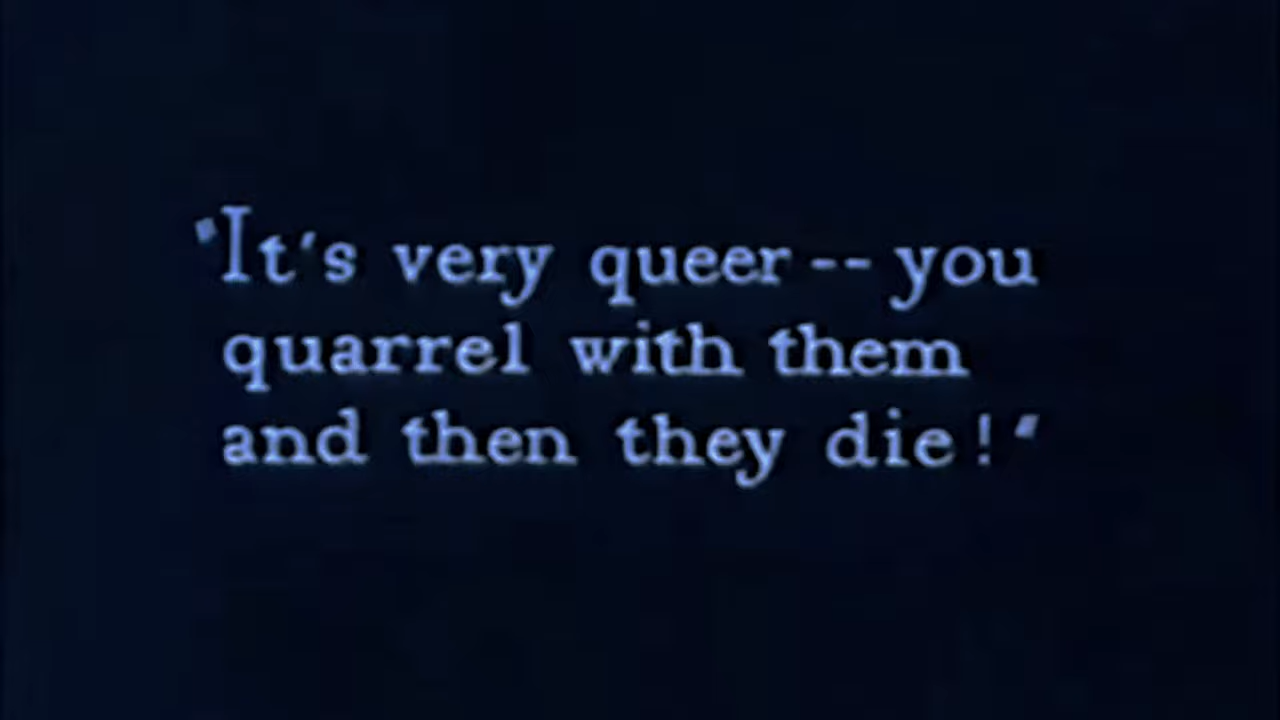 "It's very queer -- you
quarrel with them
and then they die!"